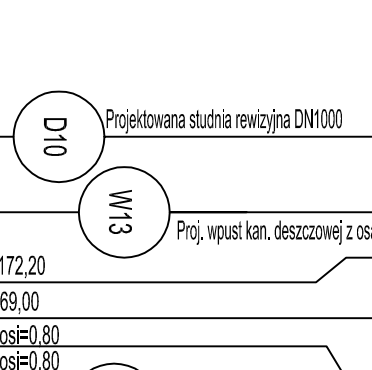 D10
Projektowana studnia rewizyjna DN1000
W13
Proj. wpust kan. deszczowej z
172,20
69,00
osi=0,80
osi=0,80